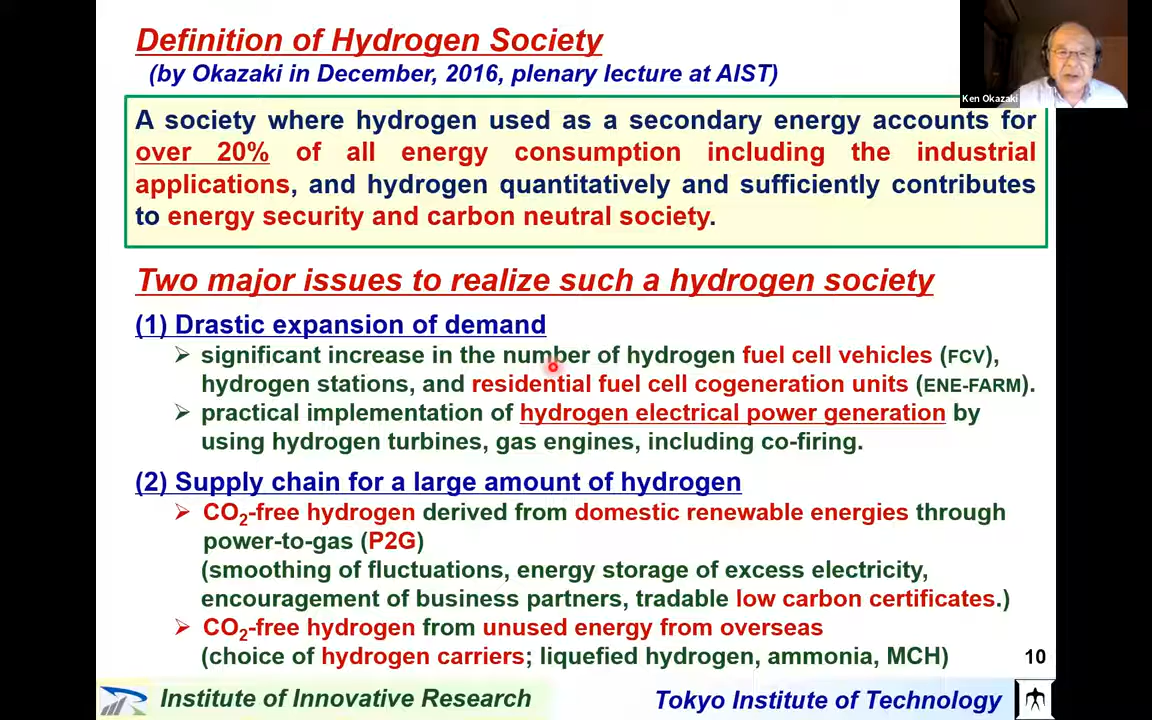 Definition of Hydrogen Society
(by Okazaki in December, 2016, plenary lecture at AIST)
Ken Okazaki
A society where hydrogen used as a secondary energy accounts for
over 20% of all energy consumption including the industrial
applications, and hydrogen quantitatively and sufficiently contributes
to energy security and carbon neutral society.
Two major issues to realize such a hydrogen society
(1) Drastic expansion of demand
➢ significant increase in the number of hydrogen fuel cell vehicles (FCV),
hydrogen stations, and residential fuel cell cogeneration units (ENE-FARM).
➢ practical implementation of hydrogen electrical power generation by
using hydrogen turbines, gas engines, including co-firing.
(2) Supply chain for a large amount of hydrogen
➢ CO₂-free hydrogen derived from domestic renewable energies through
power-to-gas (P2G)
(smoothing of fluctuations, energy storage of excess electricity,
encouragement of business partners, tradable low carbon certificates.)
➢ CO₂-free hydrogen from unused energy from overseas
(choice of hydrogen carriers; liquefied hydrogen, ammonia, MCH)
10
Institute of Innovative Research
Tokyo Institute of Technology